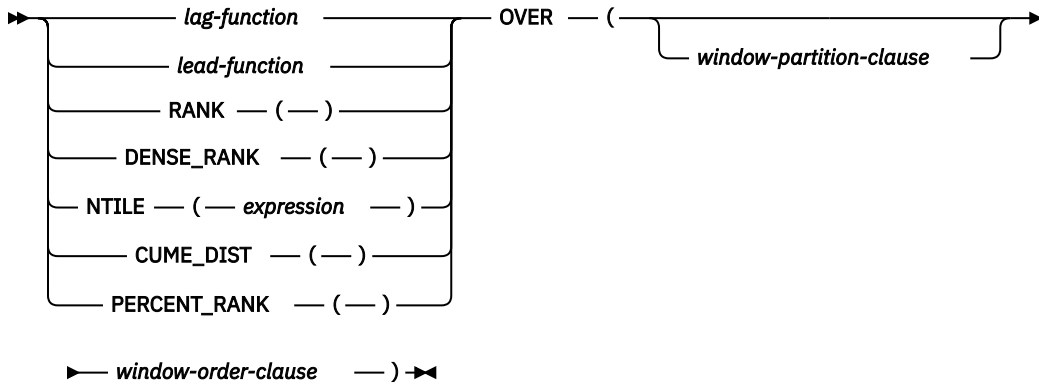 lag-function OVER (
lead-function window-partition-clause
RANK ( )
DENSE_RANK ( )
NTILE ( expression )
CUME_DIST ( )
PERCENT_RANK ( )
window-order-clause )